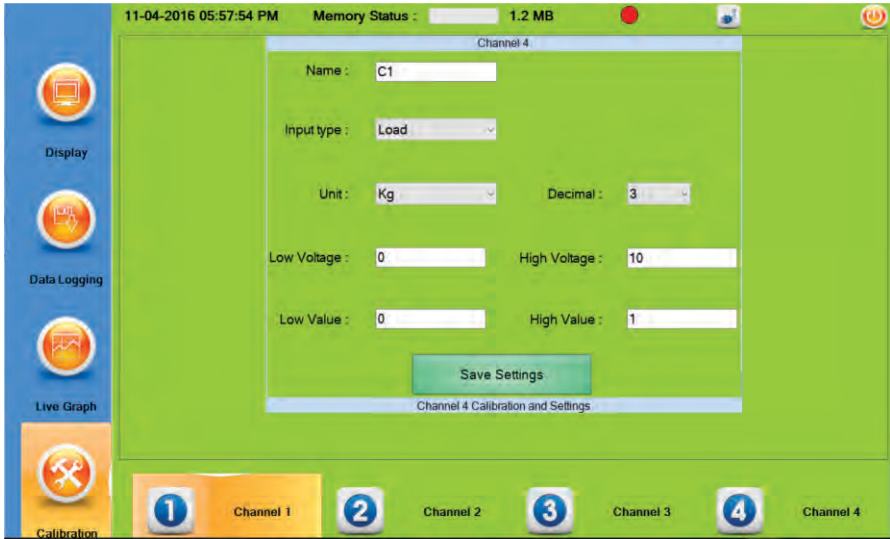 11-04-2016 05:57:54 PM Memory Status : 1.2 MB
Channel 4
Name : C1
Input type : Load
Unit : Kg Decimal : 3
Low Voltage : 0 High Voltage : 10
Low Value : 0 High Value : 1
Save Settings
Channel 4 Calibration and Settings
Display
Data Logging
Live Graph
Calibration
1 Channel 1 2 Channel 2 3 Channel 3 4 Channel 4